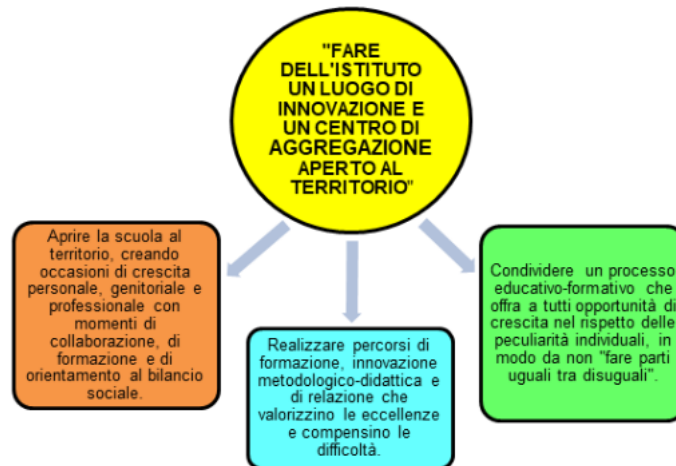 "FARE
DELL'ISTITUTO
UN LUOGO DI
INNOVAZIONE E
UN CENTRO DI
AGGREGAZIONE
APERTO AL
TERRITORIO"
Aprire la scuola al
territorio, creando
occasioni di crescita
personale, genitoriale e
professionale con
momenti di
collaborazione, di
formazione e di
orientamento al bilancio
sociale.
Realizzare percorsi di
formazione, innovazione
metodologico-didattica e
di relazione che
valorizzino le eccellenze
e compensino le
difficoltà.
Condividere un processo
educativo-formativo che
offra a tutti opportunità di
crescita nel rispetto delle
peculiarità individuali, in
modo da non "fare parti
uguali tra disuguali".